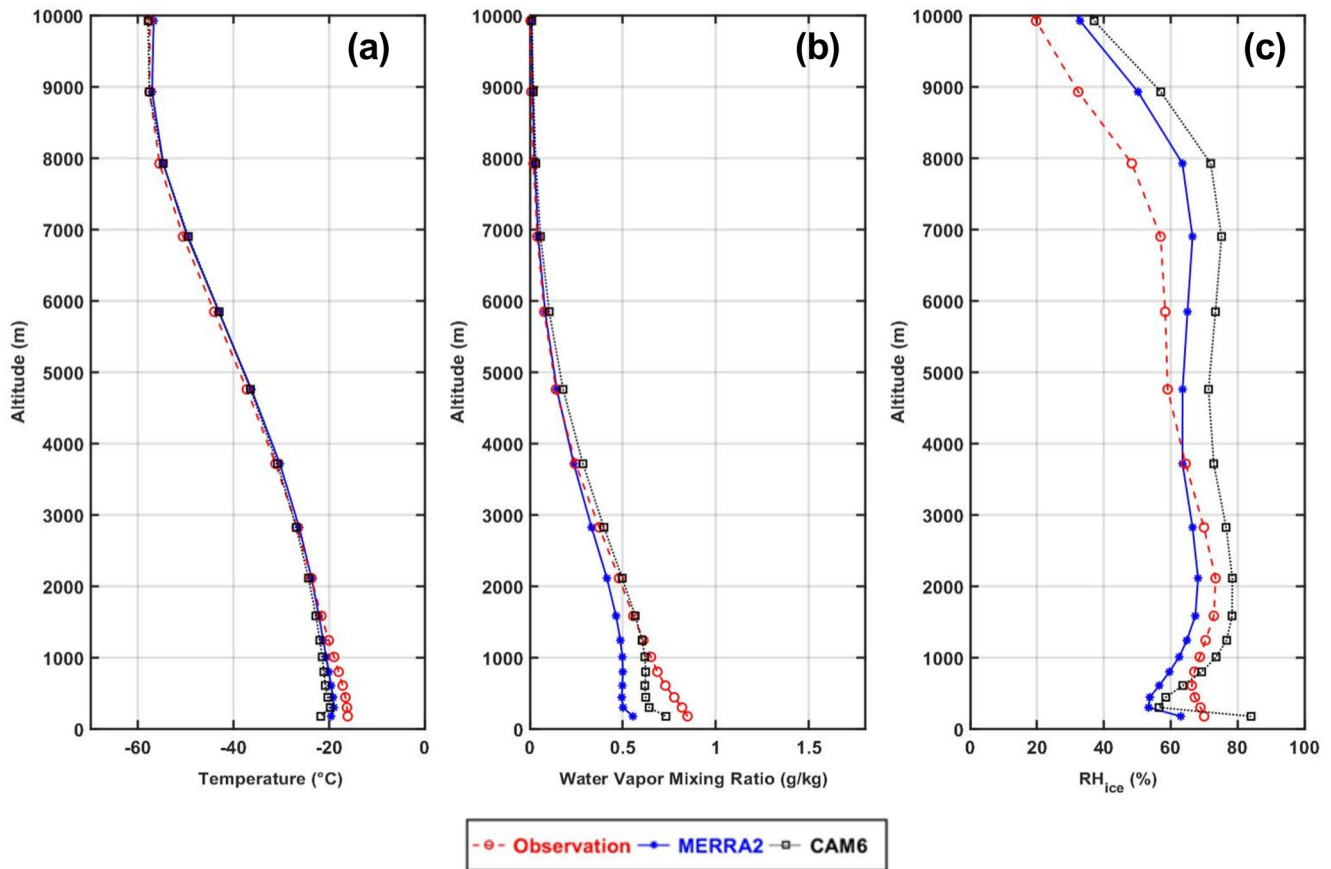 (a)
10000
9000
8000
7000
6000
5000
4000
3000
2000
1000
0
Altitude (m)
-60 -40 -20 0
Temperature (°C)
(b)
10000
9000
8000
7000
6000
5000
4000
3000
2000
1000
0
Altitude (m)
0 0.5 1 1.5
Water Vapor Mixing Ratio (g/kg)
(c)
10000
9000
8000
7000
6000
5000
4000
3000
2000
1000
0
Altitude (m)
0 20 40 60 80 100
RHice (%)
Observation MERRA2 CAM6